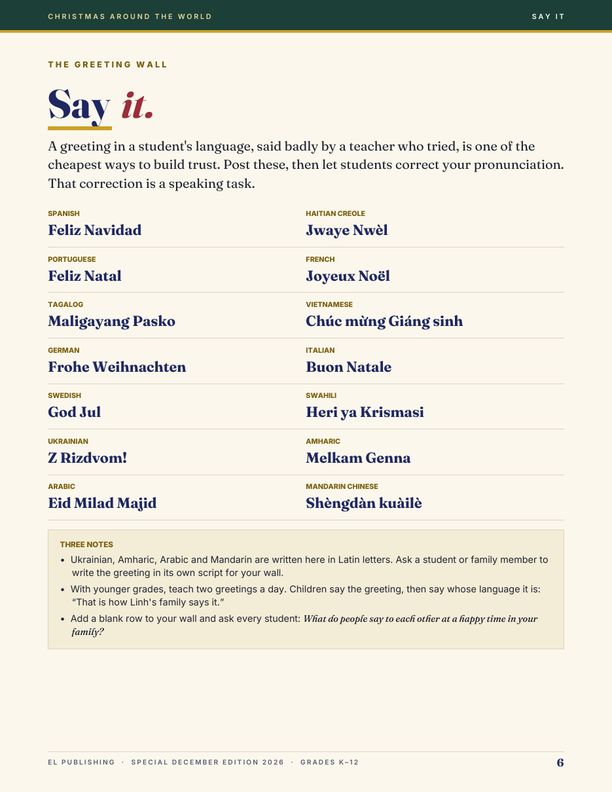 CHRISTMAS AROUND THE WORLD
SAY IT
THE GREETING WALL
Say it.
A greeting in a student's language, said badly by a teacher who tried, is one of the
cheapest ways to build trust. Post these, then let students correct your pronunciation.
That correction is a speaking task.
SPANISH
Feliz Navidad
HAITIAN CREOLE
Jwaye Nwèl
PORTUGUESE
Feliz Natal
FRENCH
Joyeux Noël
TAGALOG
Maligayang Pasko
VIETNAMESE
Chúc mừng Giáng sinh
GERMAN
Frohe Weihnachten
ITALIAN
Buon Natale
SWEDISH
God Jul
SWAHILI
Heri ya Krismasi
UKRAINIAN
Z Rizdvom!
AMHARIC
Melkam Genna
ARABIC
Eid Milad Majid
MANDARIN CHINESE
Shèngdàn kuàilè
THREE NOTES
• Ukrainian, Amharic, Arabic and Mandarin are written here in Latin letters. Ask a student or family member to
write the greeting in its own script for your wall.
• With younger grades, teach two greetings a day. Children say the greeting, then say whose language it is:
“That is how Linh's family says it.”
• Add a blank row to your wall and ask every student: What do people say to each other at a happy time in your
family?
EL PUBLISHING · SPECIAL DECEMBER EDITION 2026 · GRADES K–12
6